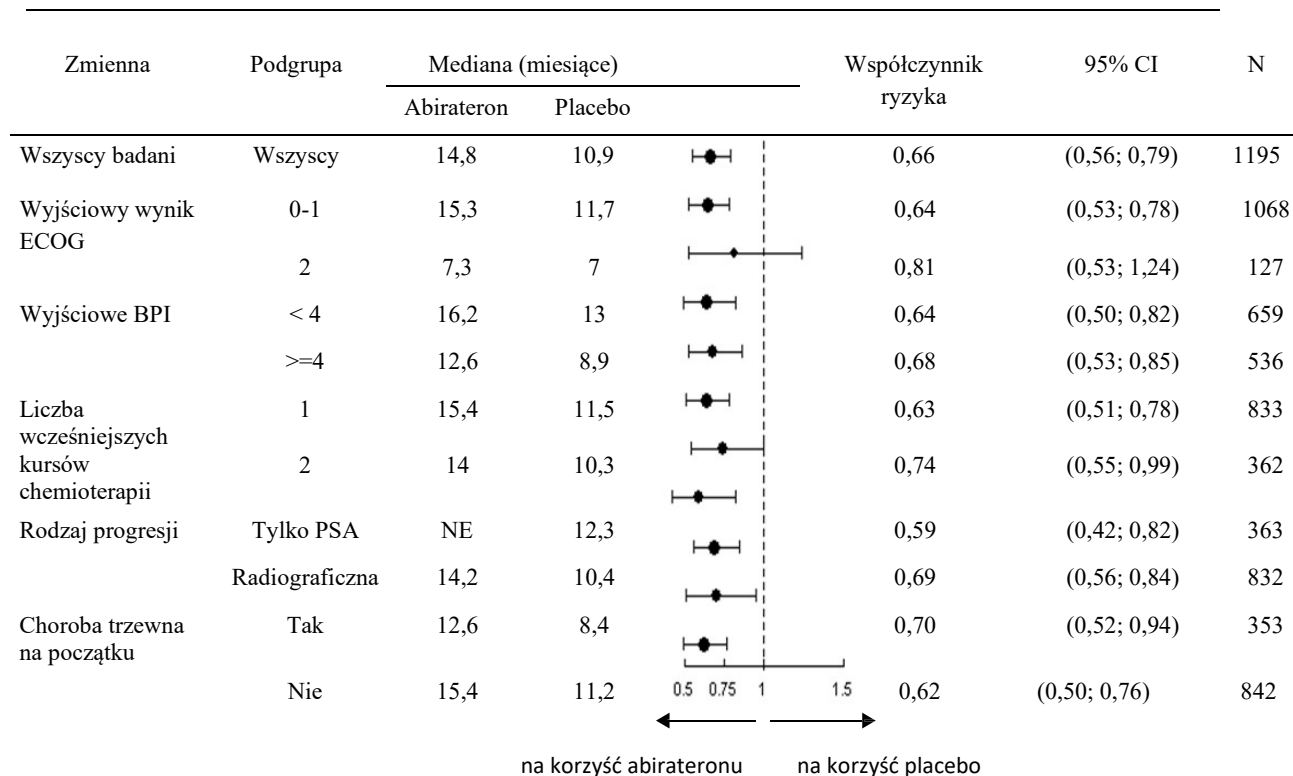 Zmienna Podgrupa Mediana (miesiące) Współczynnik ryzyka 95% CI N
Abirateron Placebo
Wszyscy badani Wszyscy 14,8 10,9 0,66 (0,56; 0,79) 1195
Wyjściowy wynik ECOG 0-1 15,3 11,7 0,64 (0,53; 0,78) 1068
2 7,3 7 0,81 (0,53; 1,24) 127
Wyjściowe BPI < 4 16,2 13 0,64 (0,50; 0,82) 659
>=4 12,6 8,9 0,68 (0,53; 0,85) 536
Liczba wcześniejszych kursów chemioterapii 1 15,4 11,5 0,63 (0,51; 0,78) 833
2 14 10,3 0,74 (0,55; 0,99) 362
Rodzaj progresji Tylko PSA NE 12,3 0,59 (0,42; 0,82) 363
Radiograficzna 14,2 10,4 0,69 (0,56; 0,84) 832
Choroba trzewna na początku Tak 12,6 8,4 0,70 (0,52; 0,94) 353
Nie 15,4 11,2 0.5 0.75 1 1.5 0,62 (0,50; 0,76) 842
na korzyść abirateronu na korzyść placebo